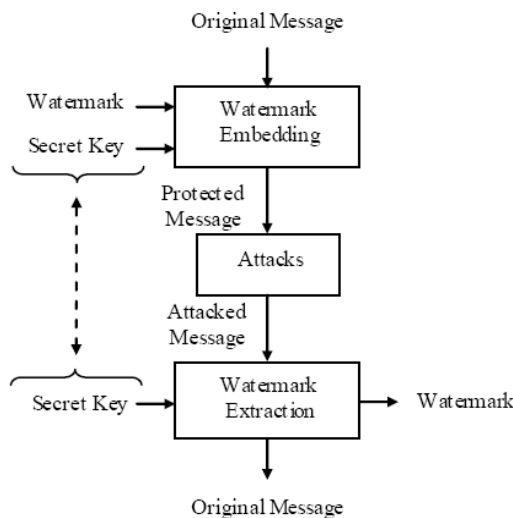 Original Message
Watermark
Secret Key
Watermark
Embedding
Protected
Message
Attacks
Attacked
Message
Secret Key
Watermark
Extraction
Watermark
Original Message